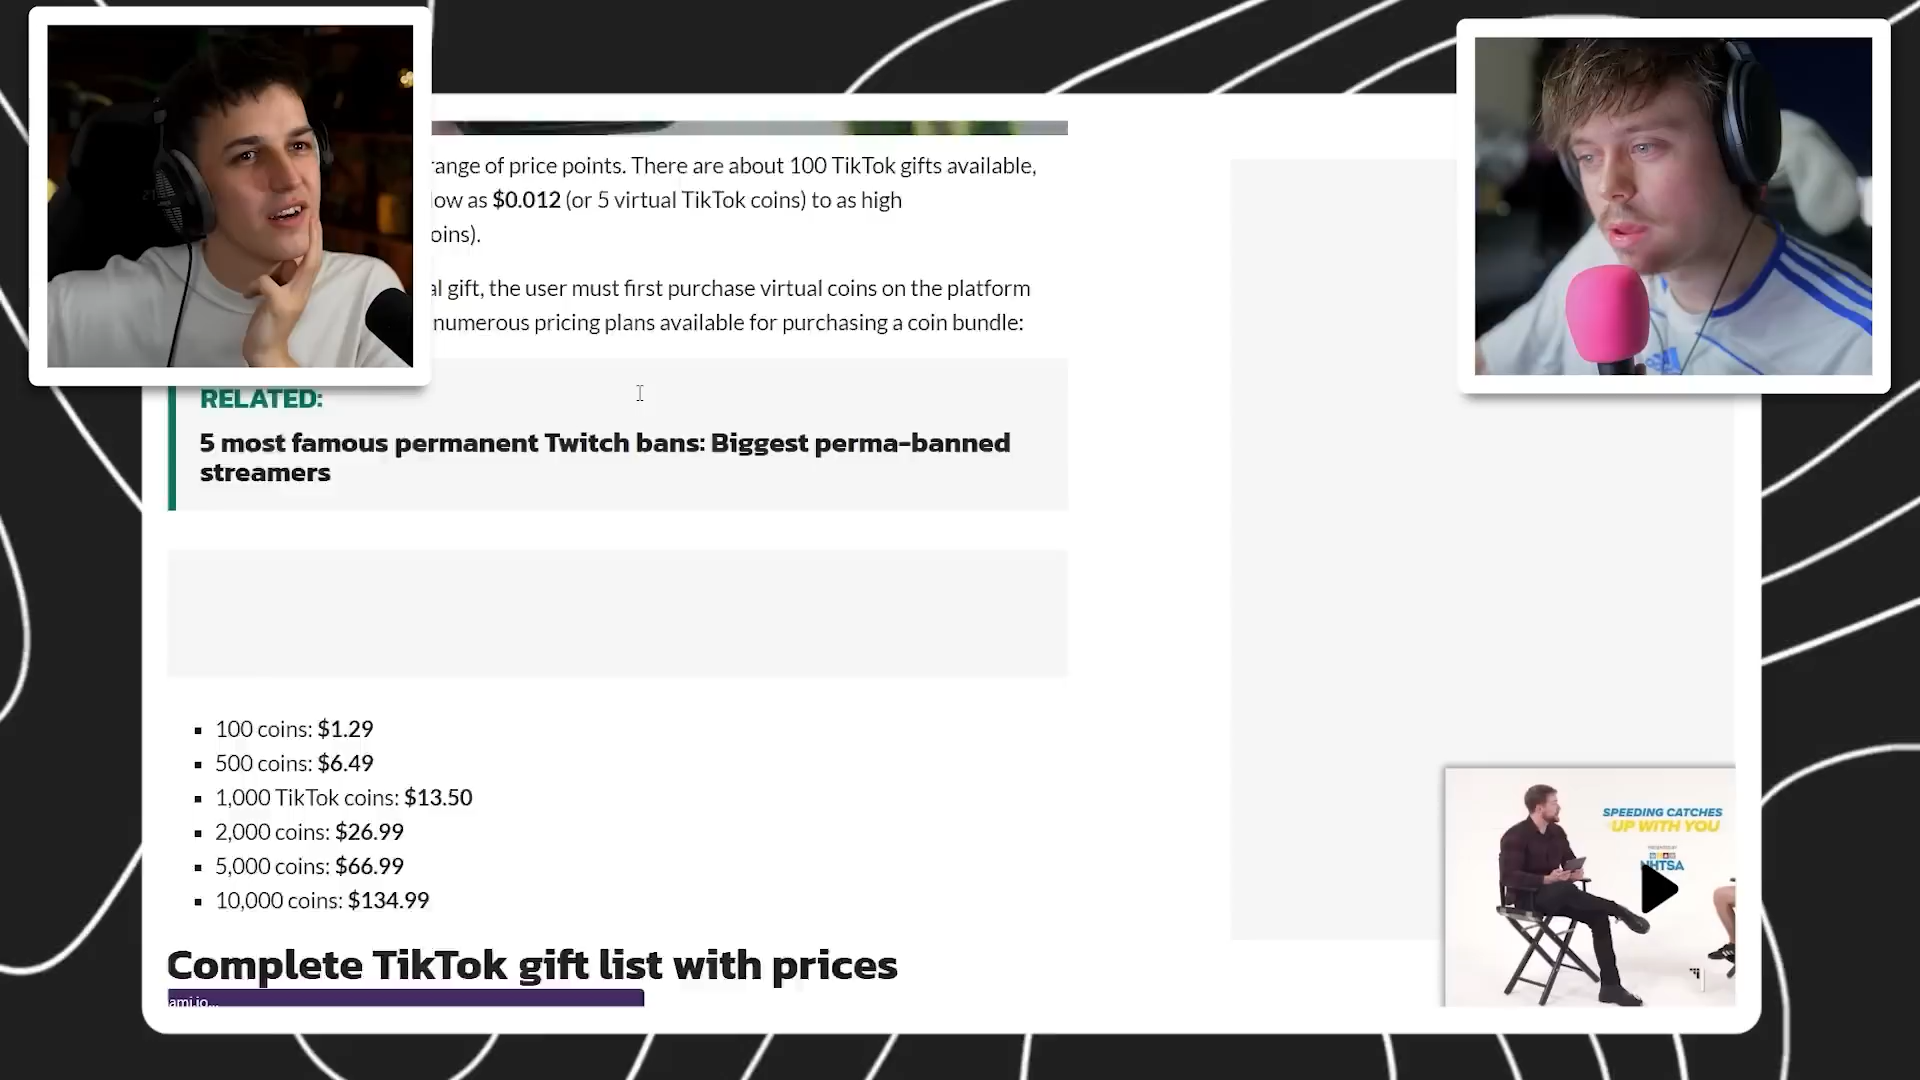 range of price points. There are about 100 TikTok gifts available,
low as $0.012 (or 5 virtual TikTok coins) to as high
oins).
al gift, the user must first purchase virtual coins on the platform
numerous pricing plans available for purchasing a coin bundle:
RELATED:
5 most famous permanent Twitch bans: Biggest perma-banned
streamers
100 coins: $1.29
500 coins: $6.49
1,000 TikTok coins: $13.50
2,000 coins: $26.99
5,000 coins: $66.99
10,000 coins: $134.99
SPEEDING CATCHES
UP WITH YOU
NHTSA
Complete TikTok gift list with prices
ami.io...